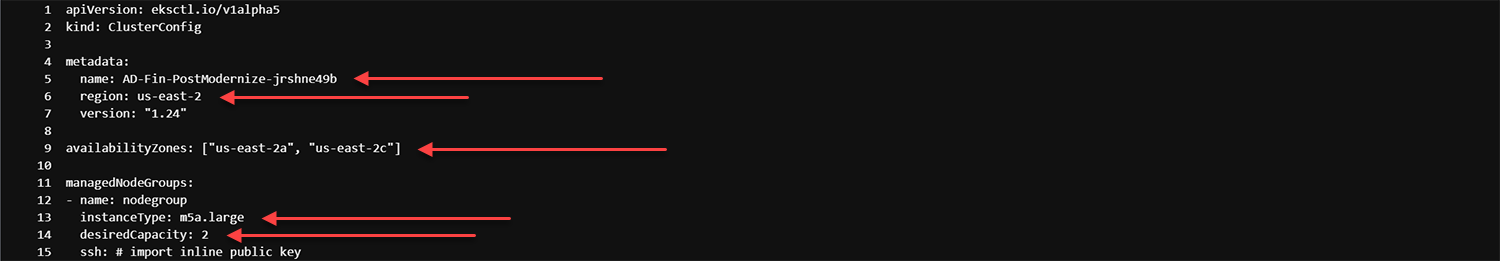 1 apiVersion: eksctl.io/v1alpha5
2 kind: ClusterConfig
3
4 metadata:
5   name: AD-Fin-PostModernize-jrshne49b
6   region: us-east-2
7   version: "1.24"
8
9 availabilityZones: ["us-east-2a", "us-east-2c"]
10
11 managedNodeGroups:
12 - name: nodegroup
13   instanceType: m5a.large
14   desiredCapacity: 2
15   ssh: # import inline public key